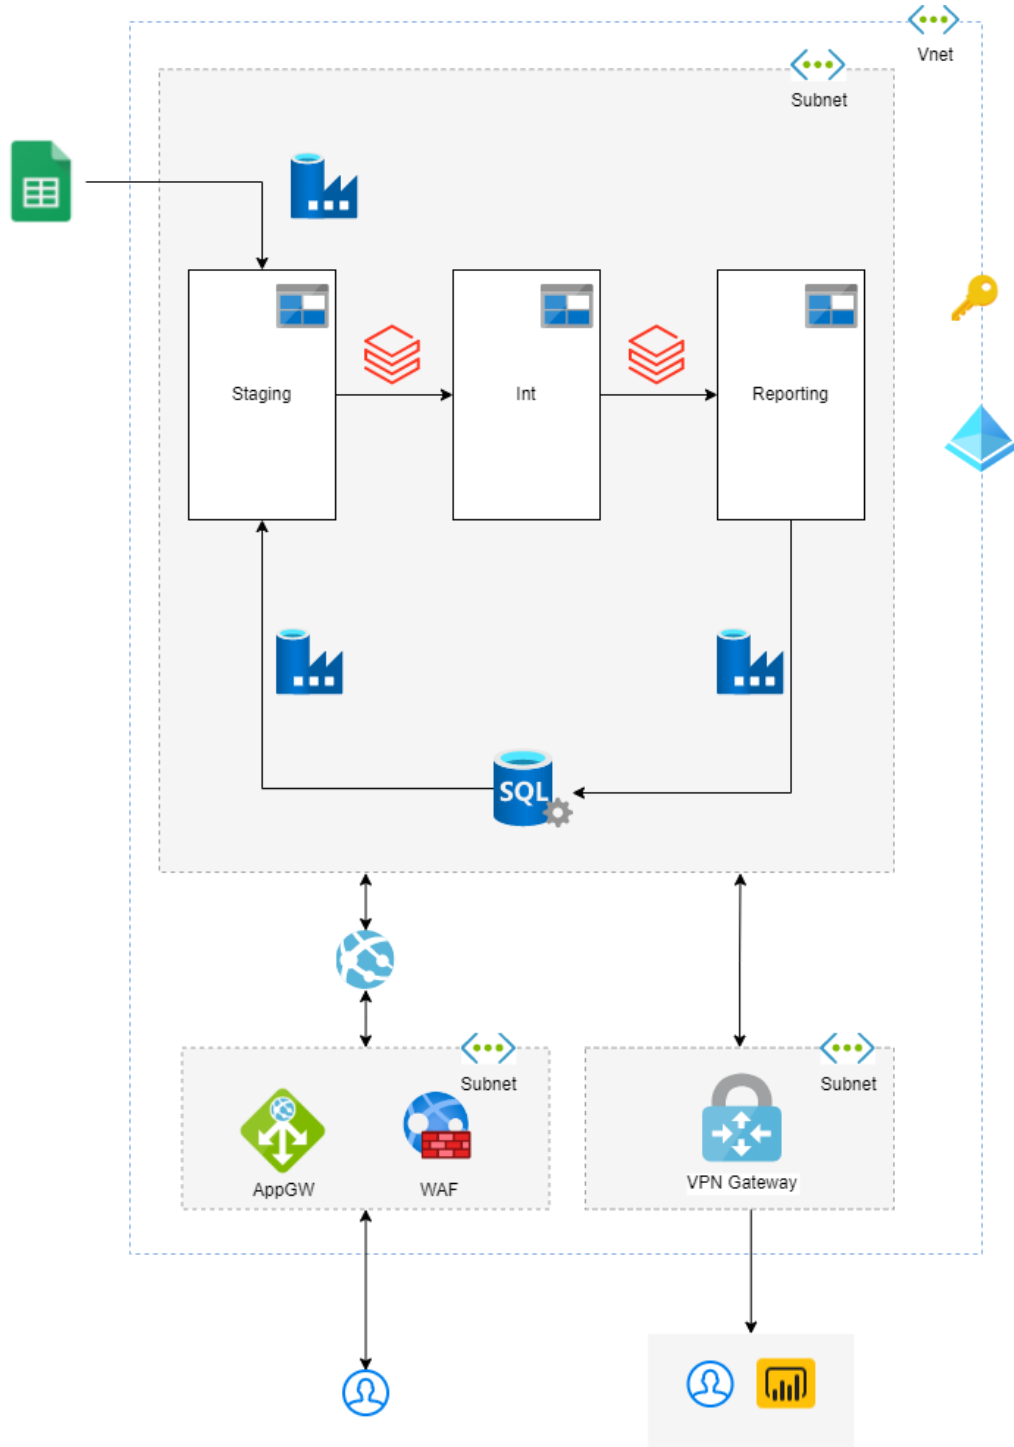 Vnet
Subnet
Staging
Int
Reporting
SQL
Subnet
Subnet
AppGW
WAF
VPN Gateway